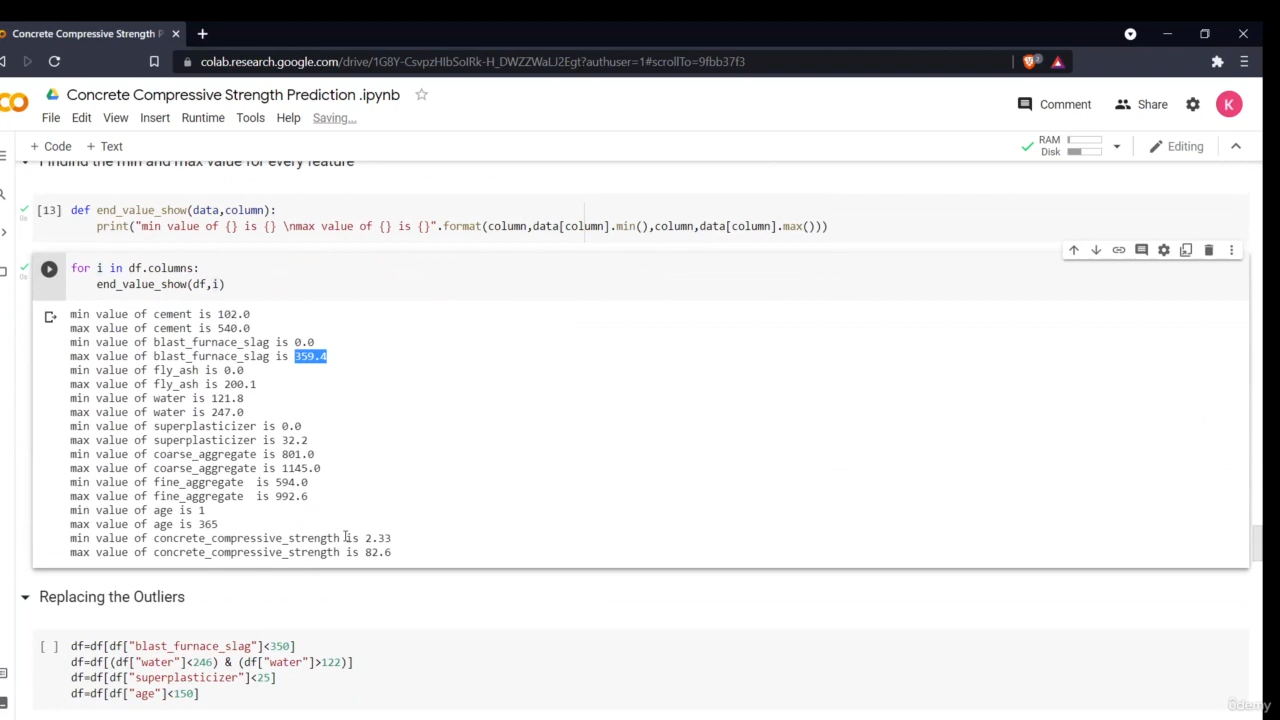 Concrete Compressive Strength P
colab.research.google.com/drive/1G8Y-CsvpzHIbSoIRk-H_DWZZWaLJ2Egt?authuser=1#scrollTo=9fbb37f3
Concrete Compressive Strength Prediction .ipynb
Comment
Share
K
File Edit View Insert Runtime Tools Help Saving...
+ Code + Text
RAM
Disk
Editing
Finding the min and max value for every feature
[13] def end_value_show(data,column):
0s
print("min value of {} is {} \nmax value of {} is {}".format(column,data[column].min(),column,data[column].max()))
for i in df.columns:
0s
end_value_show(df,i)
min value of cement is 102.0
max value of cement is 540.0
min value of blast_furnace_slag is 0.0
max value of blast_furnace_slag is 359.4
min value of fly_ash is 0.0
max value of fly_ash is 200.1
min value of water is 121.8
max value of water is 247.0
min value of superplasticizer is 0.0
max value of superplasticizer is 32.2
min value of coarse_aggregate is 801.0
max value of coarse_aggregate is 1145.0
min value of fine_aggregate  is 594.0
max value of fine_aggregate  is 992.6
min value of age is 1
max value of age is 365
min value of concrete_compressive_strength is 2.33
max value of concrete_compressive_strength is 82.6
Replacing the Outliers
[ ] df=df[df["blast_furnace_slag"]<350]
df=df[(df["water"]<246) & (df["water"]>122)]
df=df[df["superplasticizer"]<25]
df=df[df["age"]<150]
ûdemy